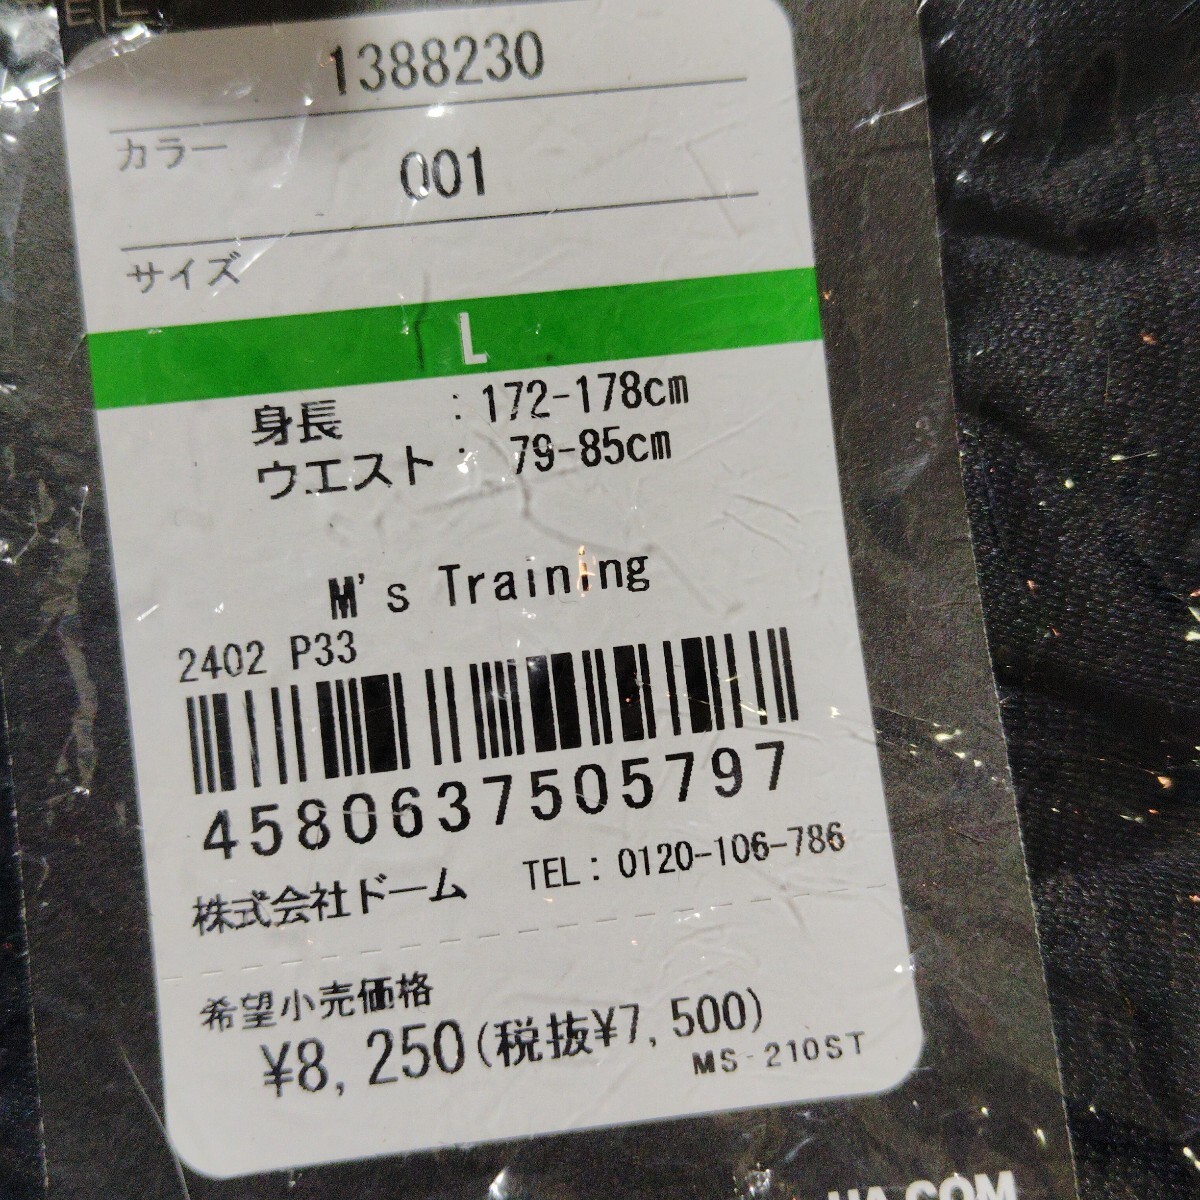 1388230
カラー
001
サイズ
L
身長 : 172-178cm
ウエスト : 79-85cm
M's Training
2402 P33
4580637505797
株式会社ドーム TEL: 0120-106-786
希望小売価格
¥8,250(税抜¥7,500)
MS-210ST
UA.COM